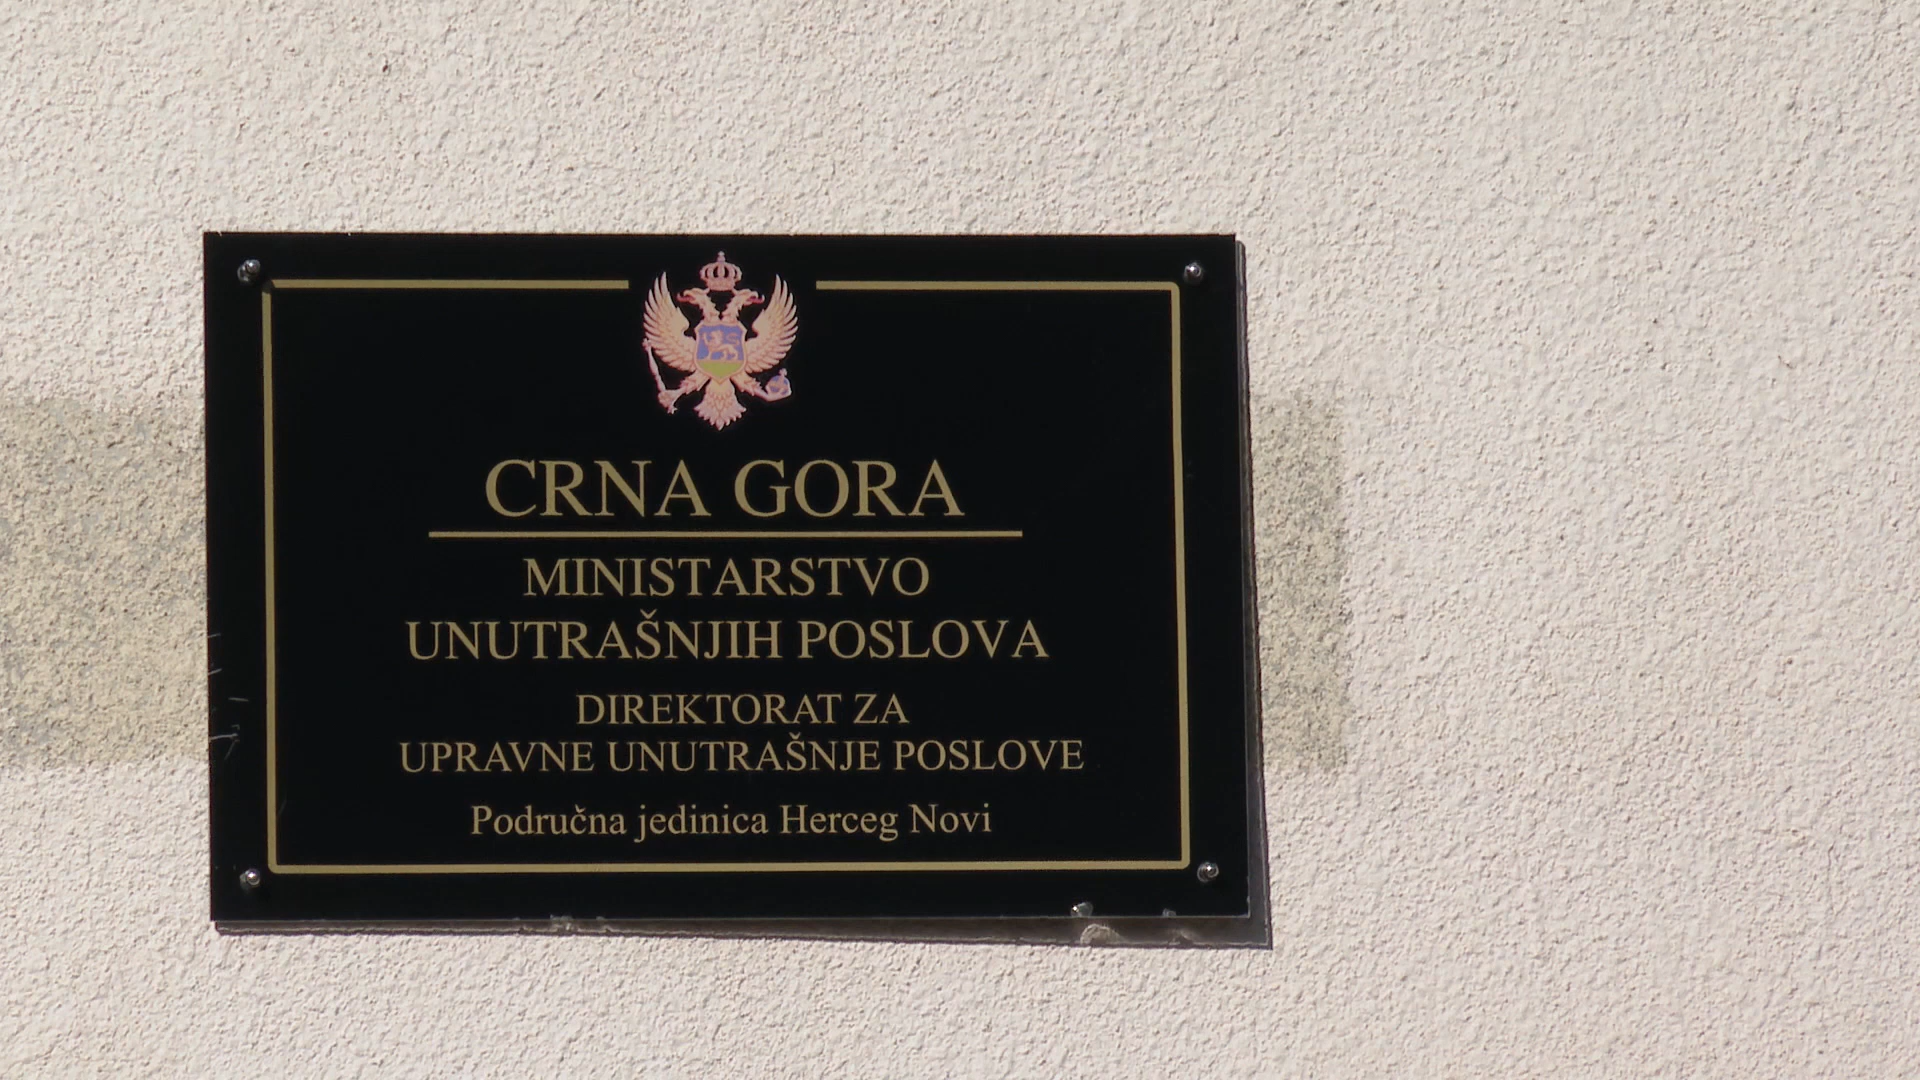 CRNA GORA
MINISTARSTVO
UNUTRAŠNJIH POSLOVA
DIREKTORAT ZA
UPRAVNE UNUTRAŠNJE POSLOVE
Područna jedinica Herceg Novi